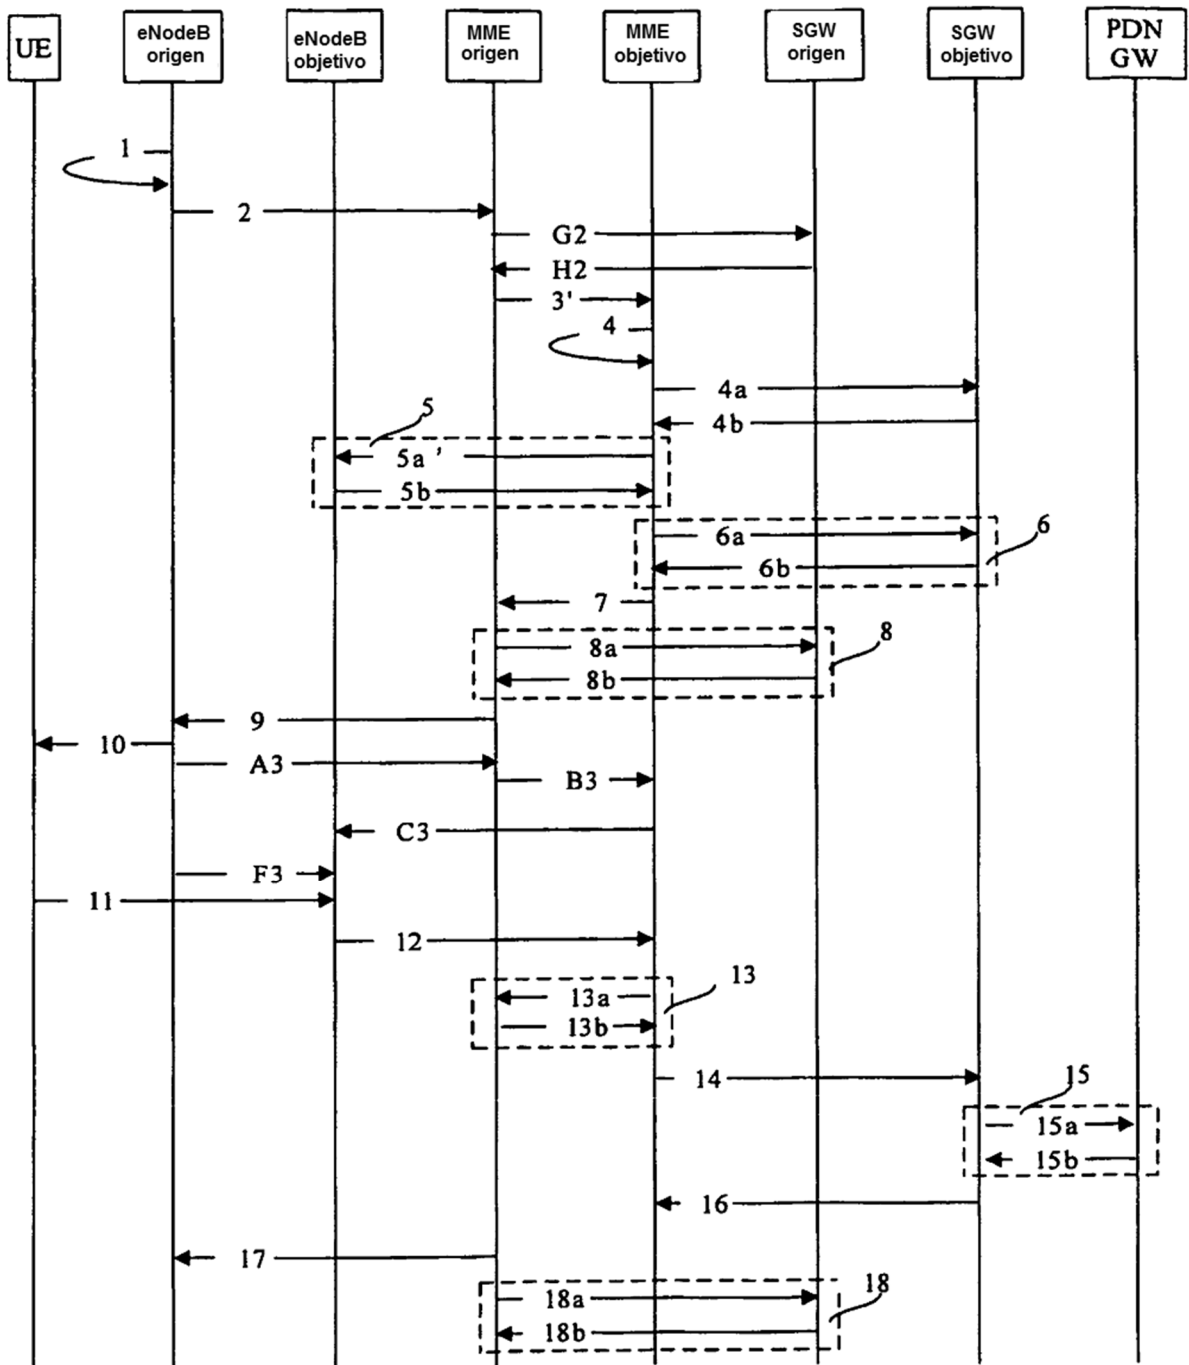 UE
eNodeB
origen
eNodeB
objetivo
MME
origen
MME
objetivo
SGW
origen
SGW
objetivo
PDN
GW
1
2
G2
H2
3'
4
4a
4b
5
5a '
5b
6
6a
6b
7
8
8a
8b
9
10
A3
B3
C3
F3
11
12
13
13a
13b
14
15
15a
15b
16
17
18
18a
18b